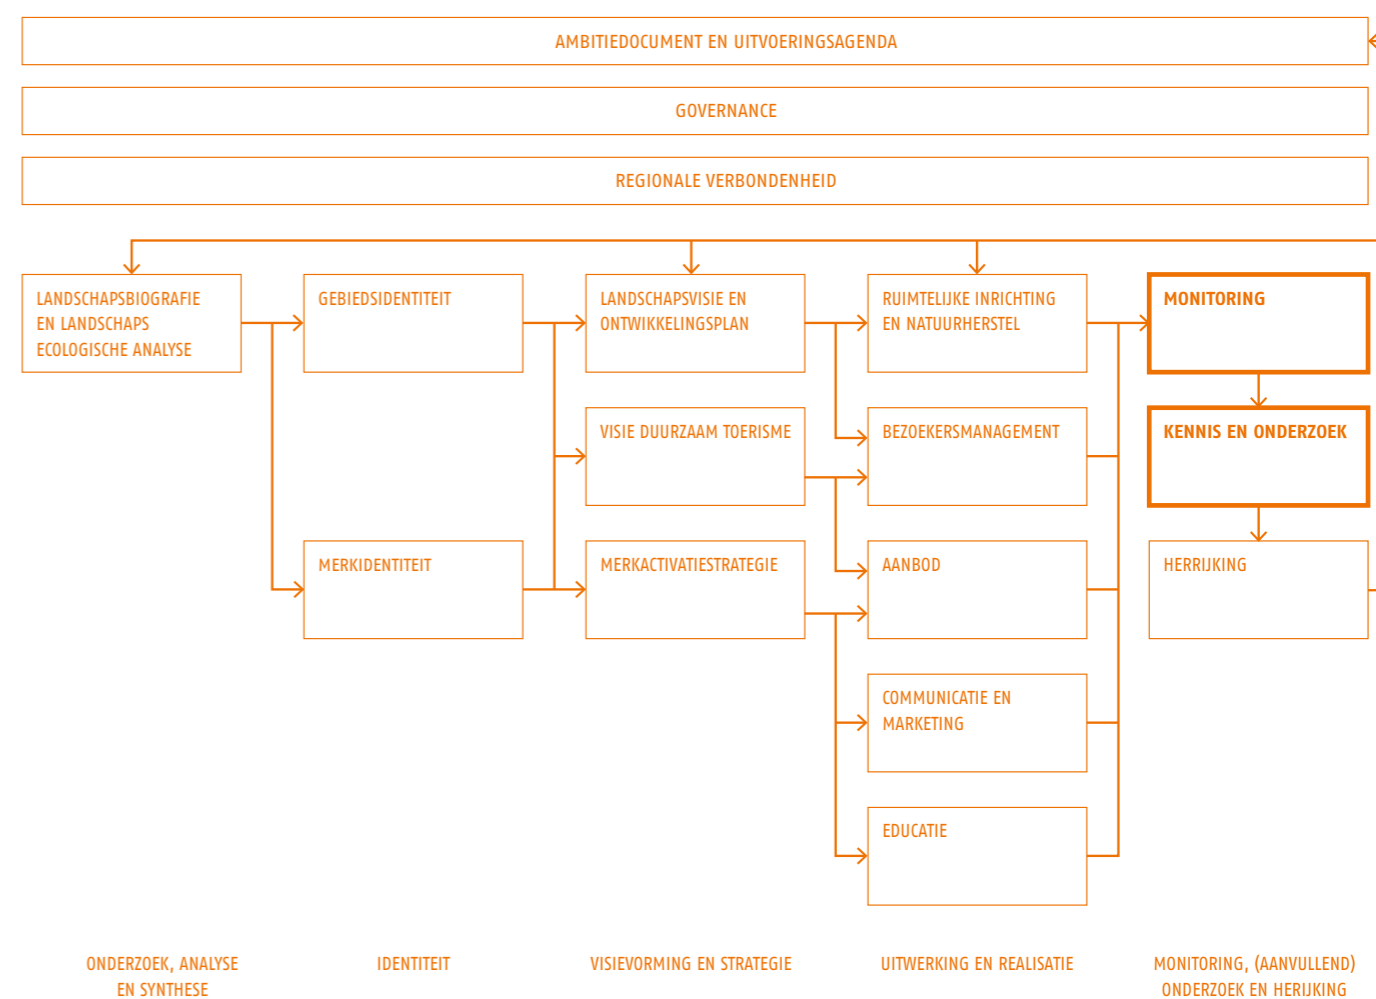 AMBITIEDOCUMENT EN UITVOERINGSAGENDA
GOVERNANCE
REGIONALE VERBONDENHEID
LANDSCHAPSBIOGRAFIE
EN LANDSCHAPS
ECOLOGISCHE ANALYSE
GEBIEDSIDENTITEIT
MERKIDENTITEIT
LANDSCHAPSVISIE EN
ONTWIKKELINGSPLAN
VISIE DUURZAAM TOERISME
MERKACTIVATIESTRATEGIE
RUIMTELIJKE INRICHTING
EN NATUURHERSTEL
BEZOEKERSMANAGEMENT
AANBOD
COMMUNICATIE EN
MARKETING
EDUCATIE
MONITORING
KENNIS EN ONDERZOEK
HERRIJKING
ONDERZOEK, ANALYSE
EN SYNTHESE
IDENTITEIT
VISIEVORMING EN STRATEGIE
UITWERKING EN REALISATIE
MONITORING, (AANVULLEND)
ONDERZOEK EN HERIJKING